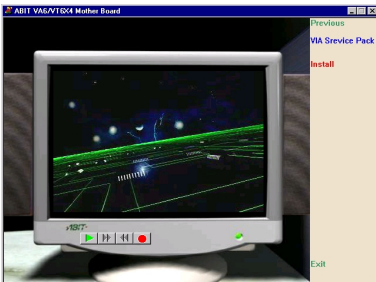 ABIT VA6/VT6X4 Mother Board
Previous
VIA Srevice Pack
Install
ABIT
Exit